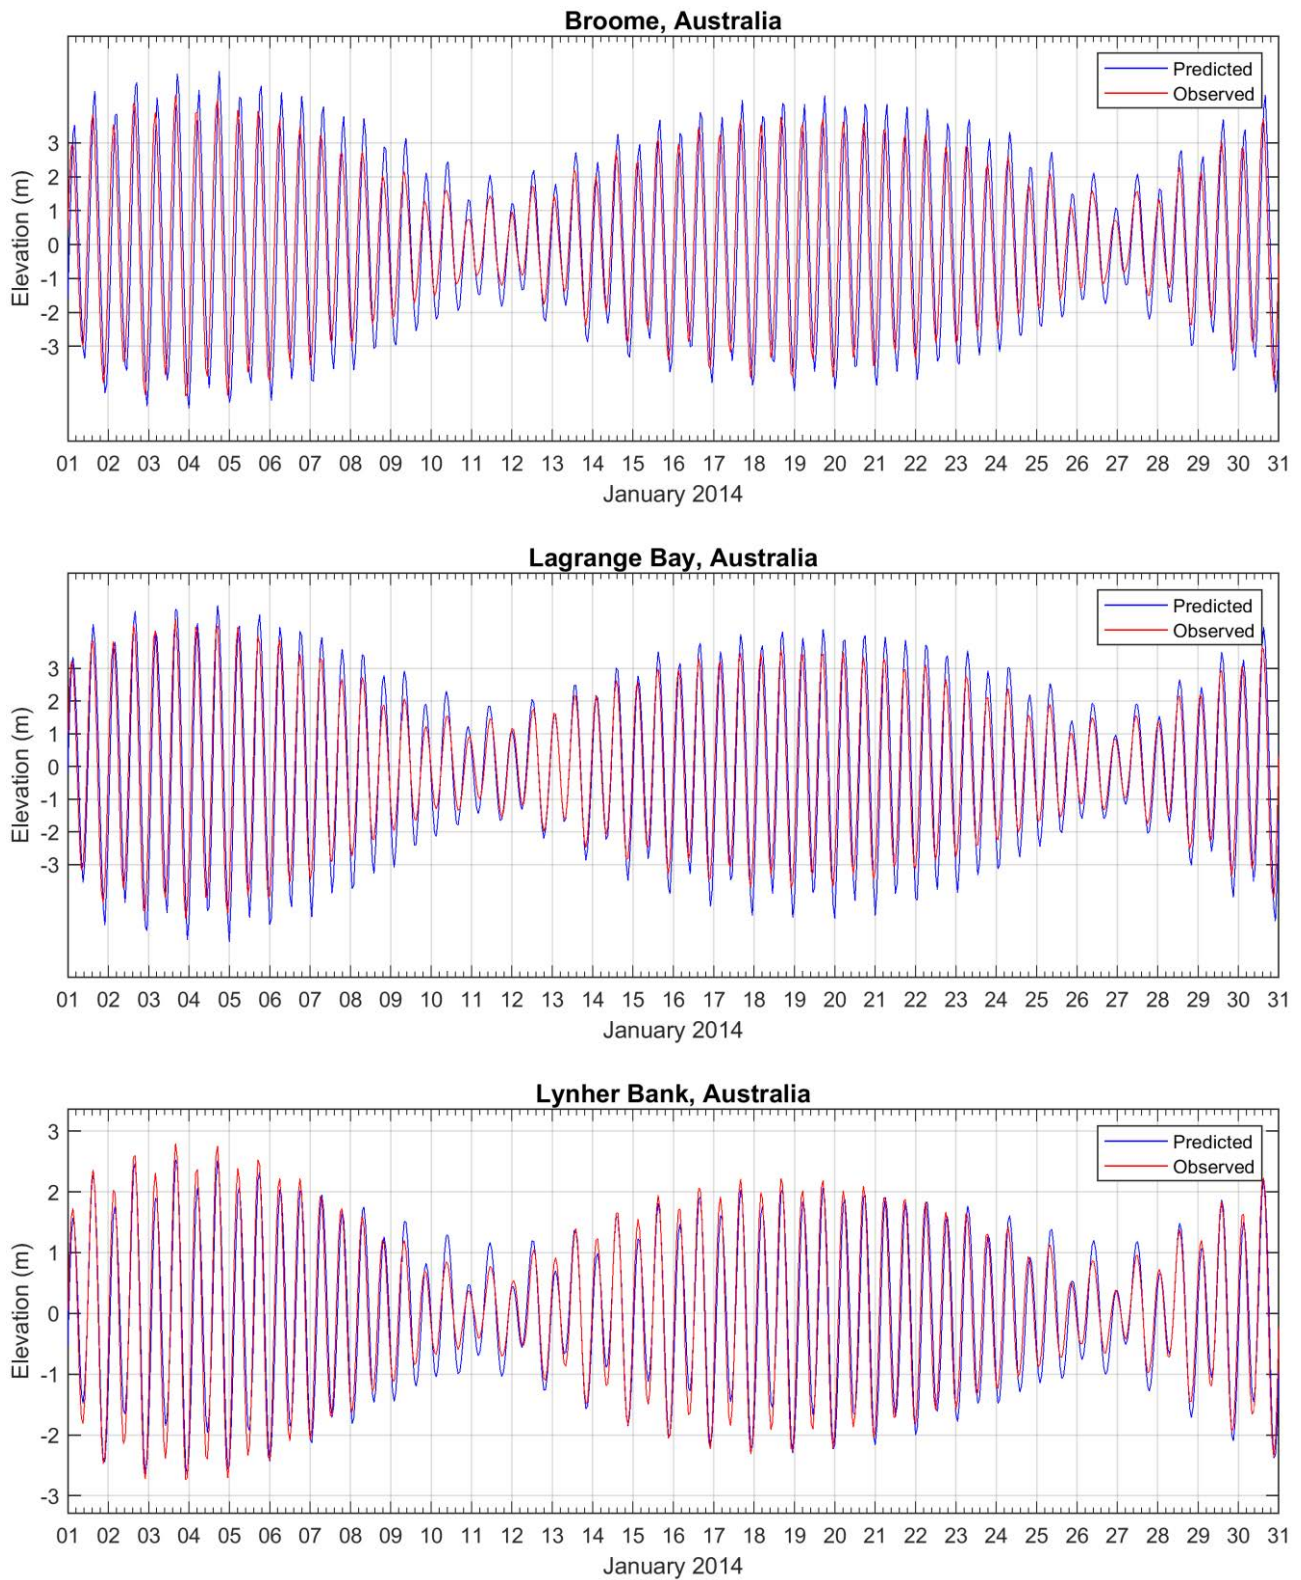 Broome, Australia
Predicted
Observed
Elevation (m)
3
2
1
0
-1
-2
-3
01 02 03 04 05 06 07 08 09 10 11 12 13 14 15 16 17 18 19 20 21 22 23 24 25 26 27 28 29 30 31
January 2014
Lagrange Bay, Australia
Predicted
Observed
Elevation (m)
3
2
1
0
-1
-2
-3
01 02 03 04 05 06 07 08 09 10 11 12 13 14 15 16 17 18 19 20 21 22 23 24 25 26 27 28 29 30 31
January 2014
Lynher Bank, Australia
Predicted
Observed
Elevation (m)
3
2
1
0
-1
-2
-3
01 02 03 04 05 06 07 08 09 10 11 12 13 14 15 16 17 18 19 20 21 22 23 24 25 26 27 28 29 30 31
January 2014